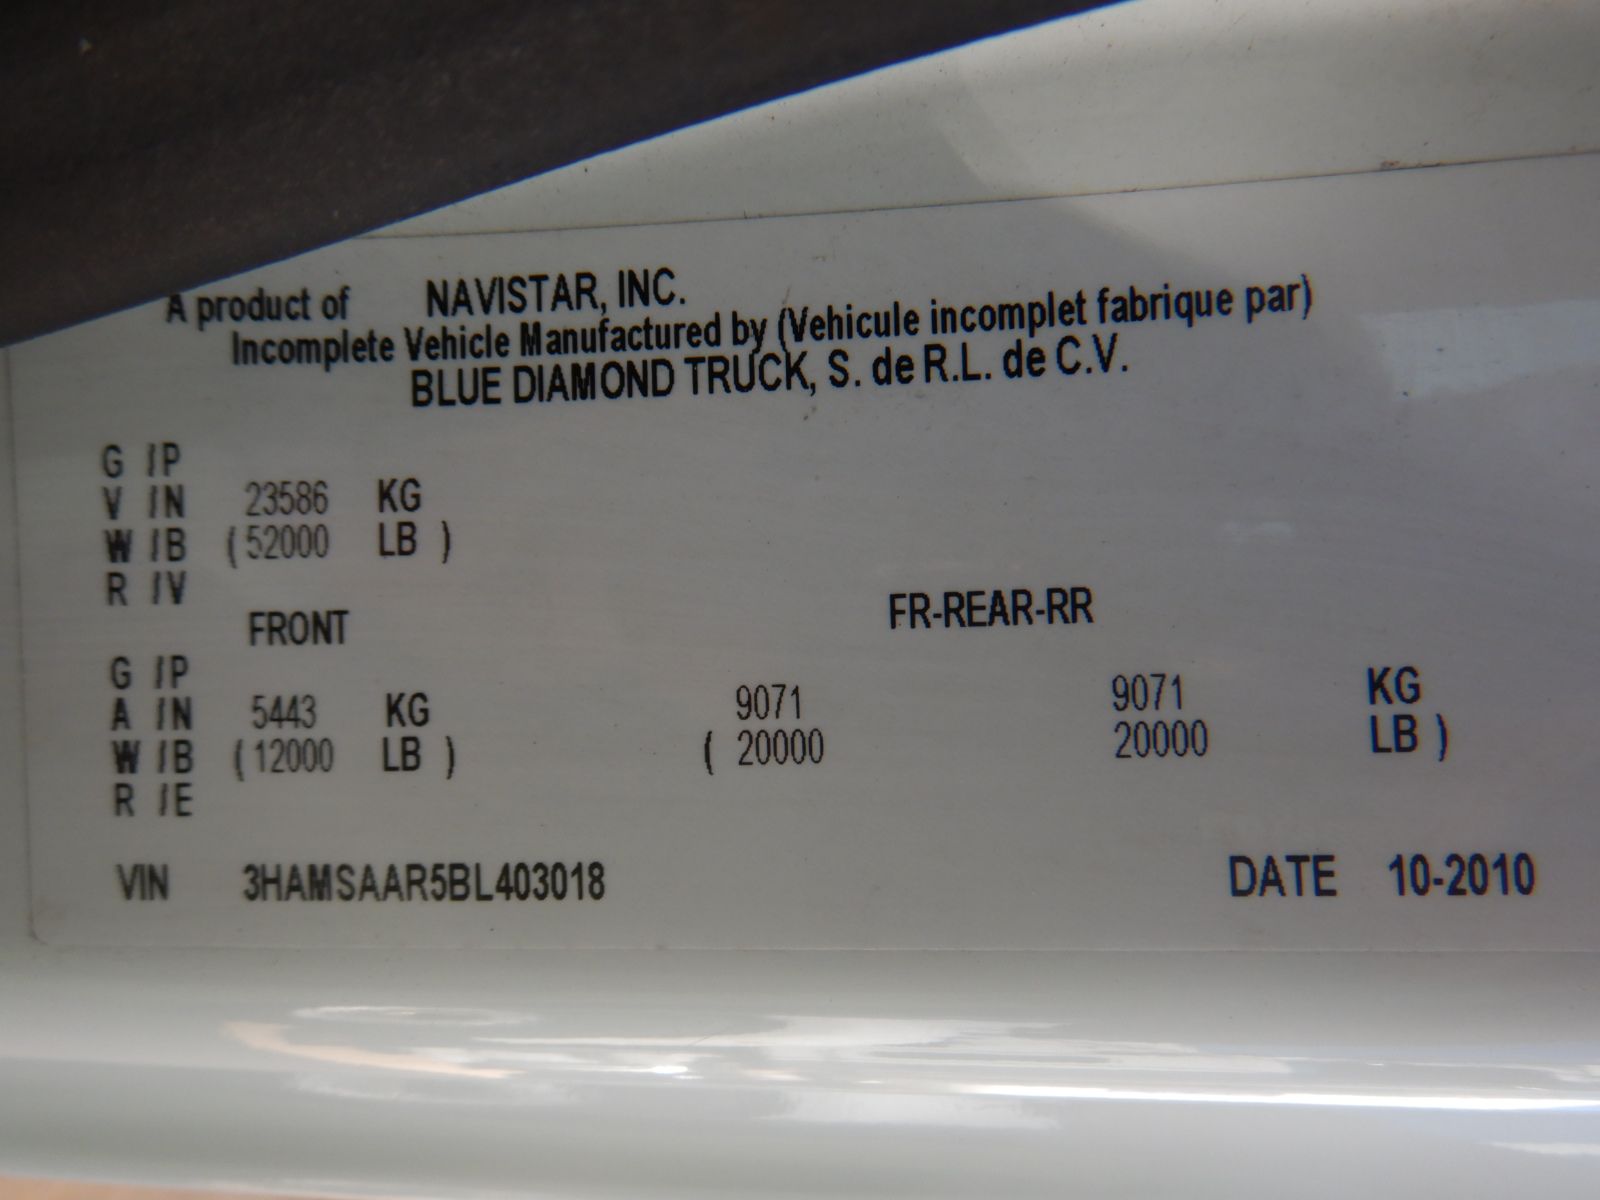 A product of NAVISTAR, INC.
Incomplete Vehicle Manufactured by (Vehicule incomplet fabrique par)
BLUE DIAMOND TRUCK, S. de R.L. de C.V.
G /P
V /N 23586 KG
W /B ( 52000 LB )
R /V
FRONT FR-REAR-RR
G /P
A /N 5443 KG 9071 9071 KG
W /B ( 12000 LB ) ( 20000 20000 LB )
R /E
VIN 3HAMSAAR5BL403018 DATE 10-2010